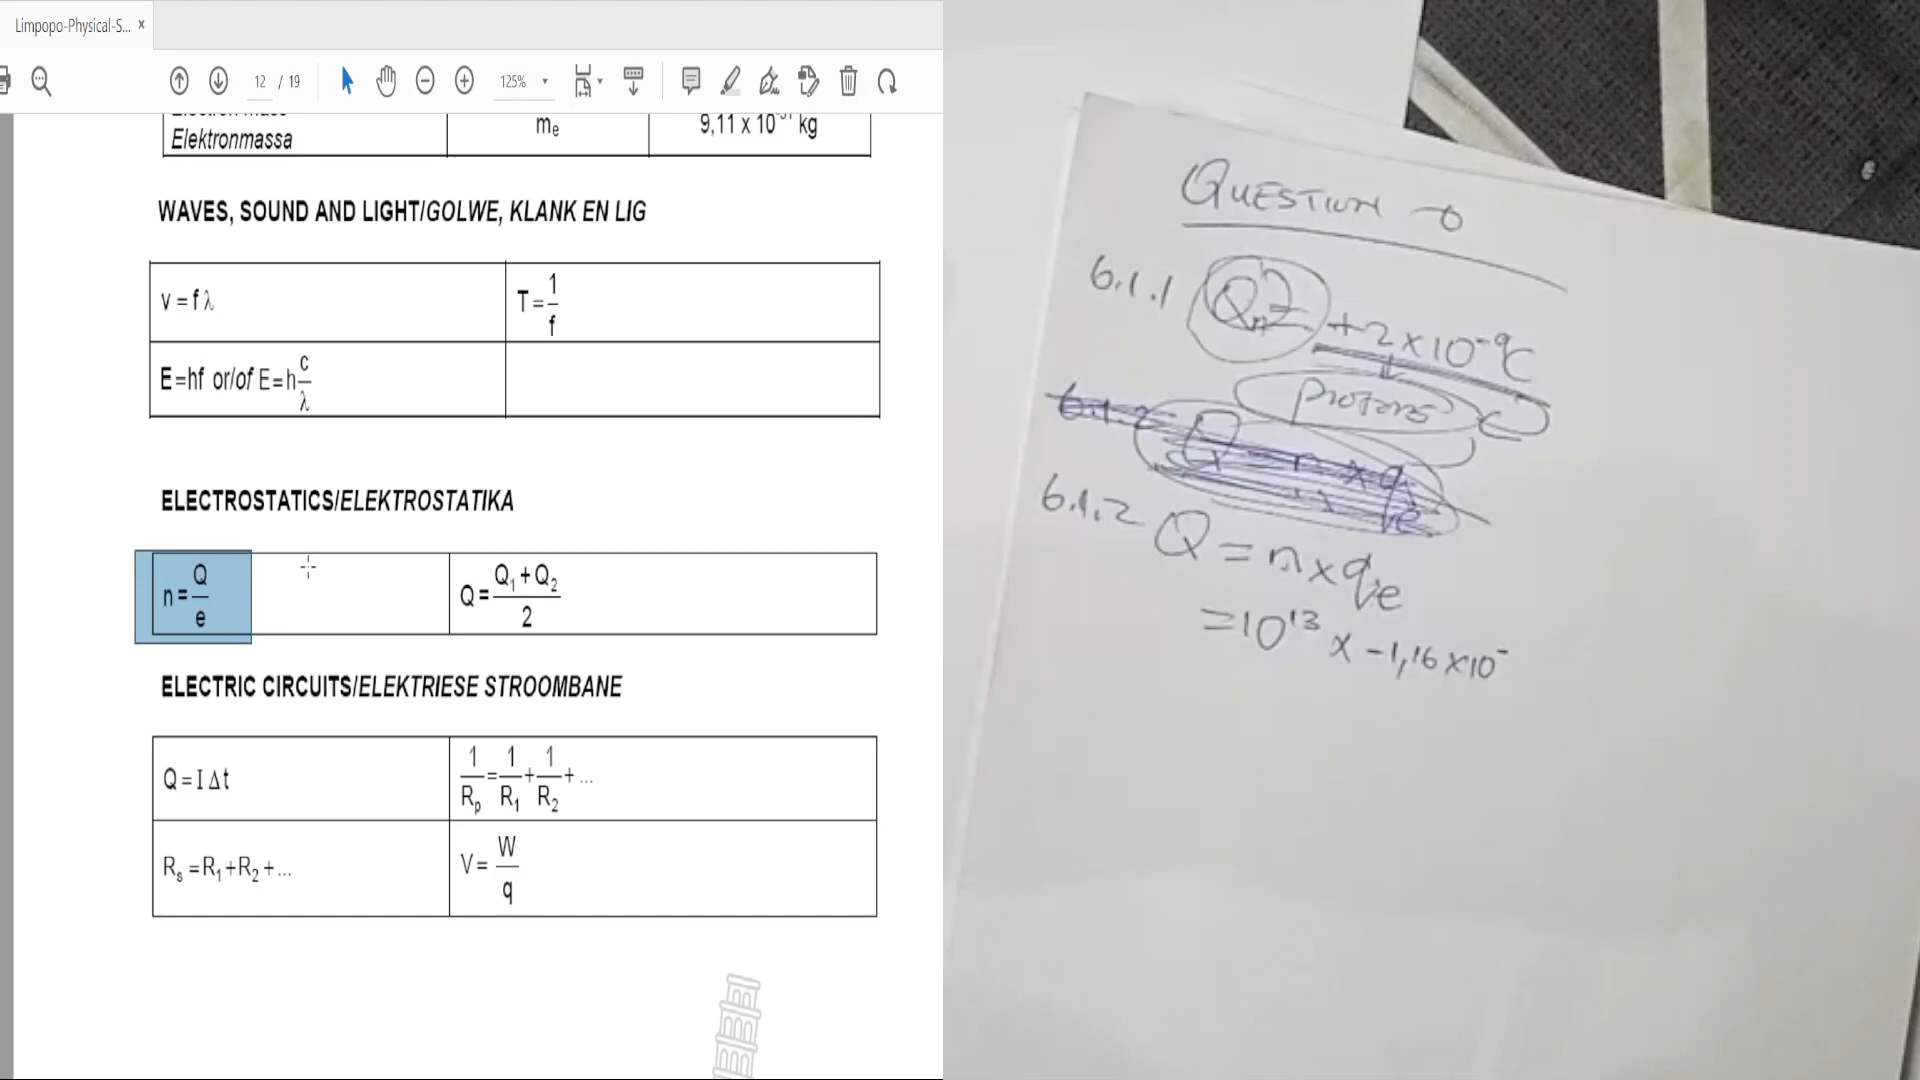 Limpopo-Physical-S... ×
12 / 19
125%
Elektronmassa
me
9,11 x 10-31 kg
WAVES, SOUND AND LIGHT/GOLWE, KLANK EN LIG
v = f λ
T = 1/f
E = hf or/of E = h c/λ
ELECTROSTATICS/ELEKTROSTATIKA
n = Q/e
Q = Q1 + Q2 / 2
ELECTRIC CIRCUITS/ELEKTRIESE STROOMBANE
Q = I Δt
1/Rp = 1/R1 + 1/R2 + ...
Rs = R1 + R2 + ...
V = W/q
QUESTION
6.1.1
+2×10-9C
protons
6.1.2 Q = n×qe
=10^13 × -1,16×10-